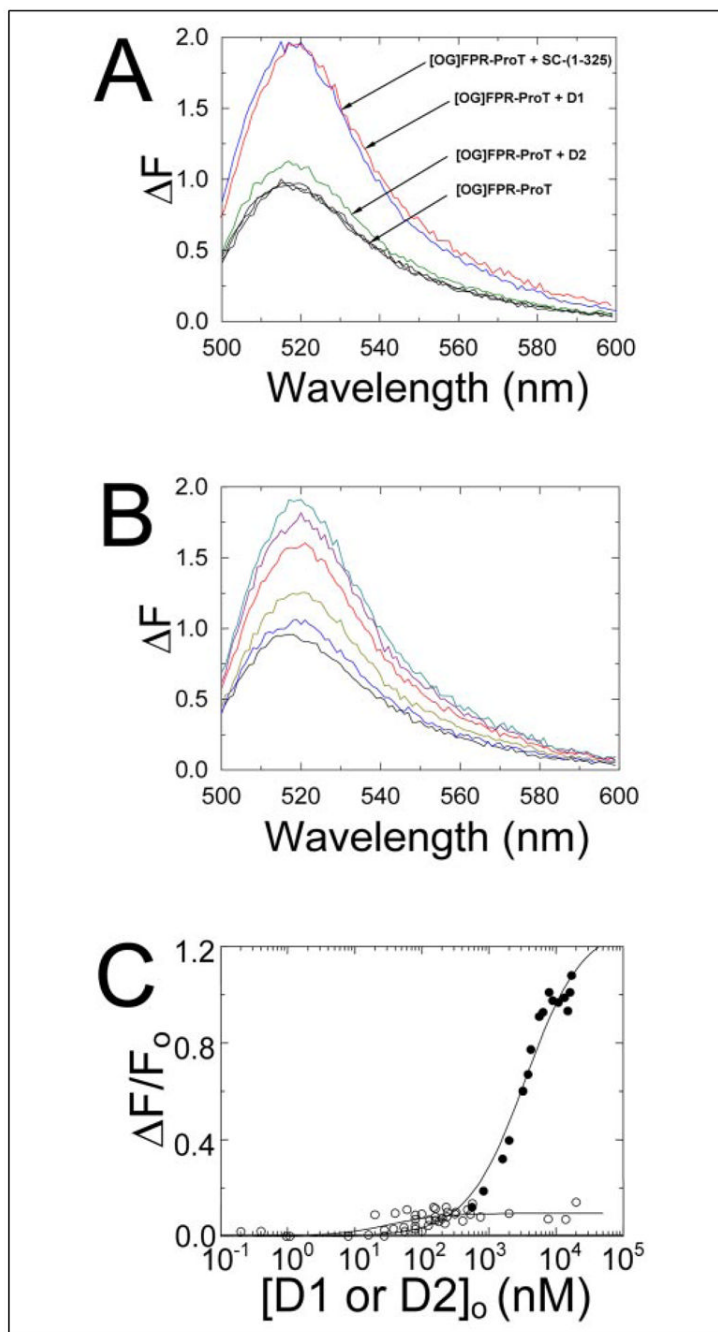 A
2.0
1.5
1.0
0.5
0.0
ΔF
[OG]FPR-ProT + SC-(1-325)
[OG]FPR-ProT + D1
[OG]FPR-ProT + D2
[OG]FPR-ProT
500 520 540 560 580 600
Wavelength (nm)
B
2.0
1.5
1.0
0.5
0.0
ΔF
500 520 540 560 580 600
Wavelength (nm)
C
1.2
0.8
0.4
0.0
ΔF/Fₒ
10⁻¹ 10⁰ 10¹ 10² 10³ 10⁴ 10⁵
[D1 or D2]ₒ (nM)